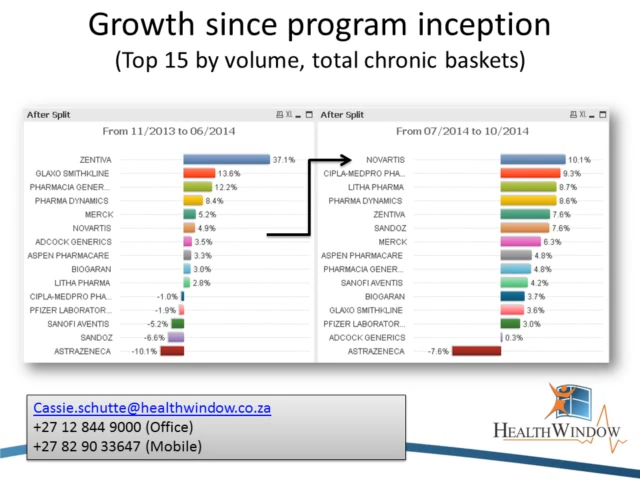 Growth since program inception
(Top 15 by volume, total chronic baskets)
After Split
XL
From 11/2013 to 06/2014
ZENTIVA 37.1%
GLAXO SMITHKLINE 13.6%
PHARMACIA GENER... 12.2%
PHARMA DYNAMICS 8.4%
MERCK 5.2%
NOVARTIS 4.9%
ADCOCK GENERICS 3.5%
ASPEN PHARMACARE 3.3%
BIOGARAN 3.0%
LITHA PHARMA 2.8%
CIPLA-MEDPRO PHA... -1.0%
PFIZER LABORATOR... -1.9%
SANOFI AVENTIS -5.2%
SANDOZ -6.6%
ASTRAZENECA -10.1%
After Split
XL
From 07/2014 to 10/2014
NOVARTIS 10.1%
CIPLA-MEDPRO PHA... 9.3%
LITHA PHARMA 8.7%
PHARMA DYNAMICS 8.6%
ZENTIVA 7.6%
SANDOZ 7.6%
MERCK 6.3%
ASPEN PHARMACARE 4.8%
PHARMACIA GENER... 4.8%
SANOFI AVENTIS 4.2%
BIOGARAN 3.7%
GLAXO SMITHKLINE 3.6%
PFIZER LABORATOR... 3.0%
ADCOCK GENERICS 0.3%
ASTRAZENECA -7.6%
Cassie.schutte@healthwindow.co.za
+27 12 844 9000 (Office)
+27 82 90 33647 (Mobile)
HEALTHWINDOW